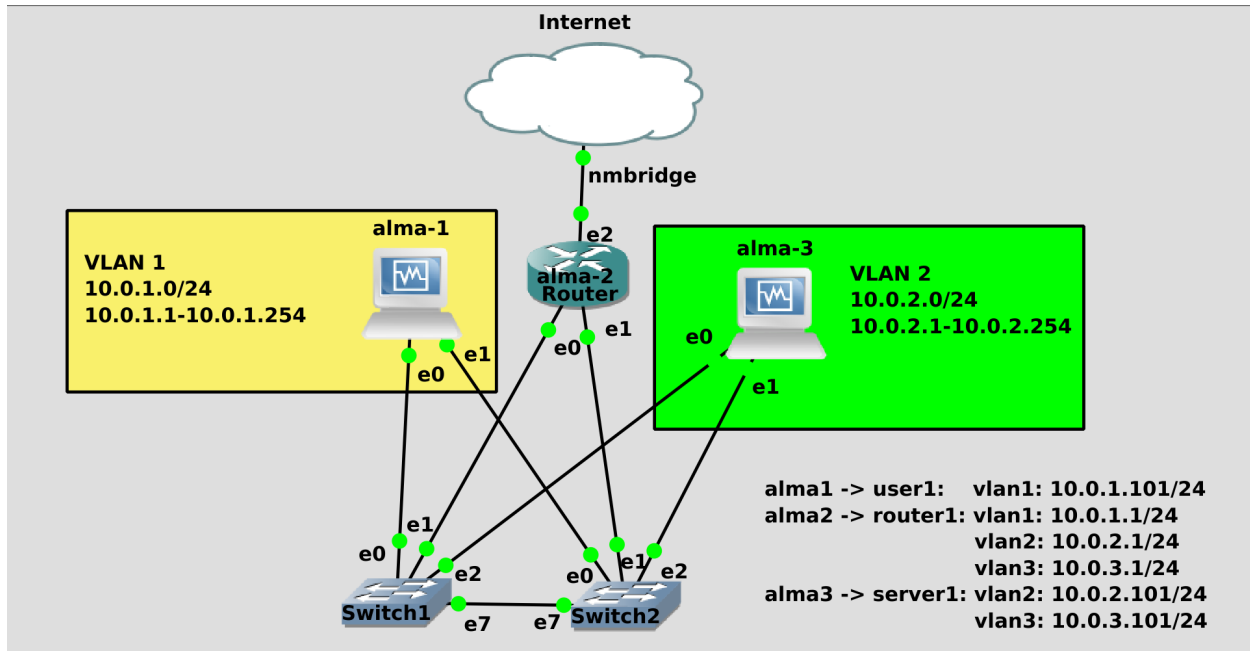 Internet
nmbridge
e2
alma-1
VLAN 1
10.0.1.0/24
10.0.1.1-10.0.1.254
e0
e1
alma-2
Router
e0
e1
alma-3
VLAN 2
10.0.2.0/24
10.0.2.1-10.0.2.254
e0
e1
alma1 -> user1: vlan1: 10.0.1.101/24
alma2 -> router1: vlan1: 10.0.1.1/24
vlan2: 10.0.2.1/24
vlan3: 10.0.3.1/24
alma3 -> server1: vlan2: 10.0.2.101/24
vlan3: 10.0.3.101/24
e0
e1
e2
Switch1
e7
e0
e1
e2
e7
Switch2